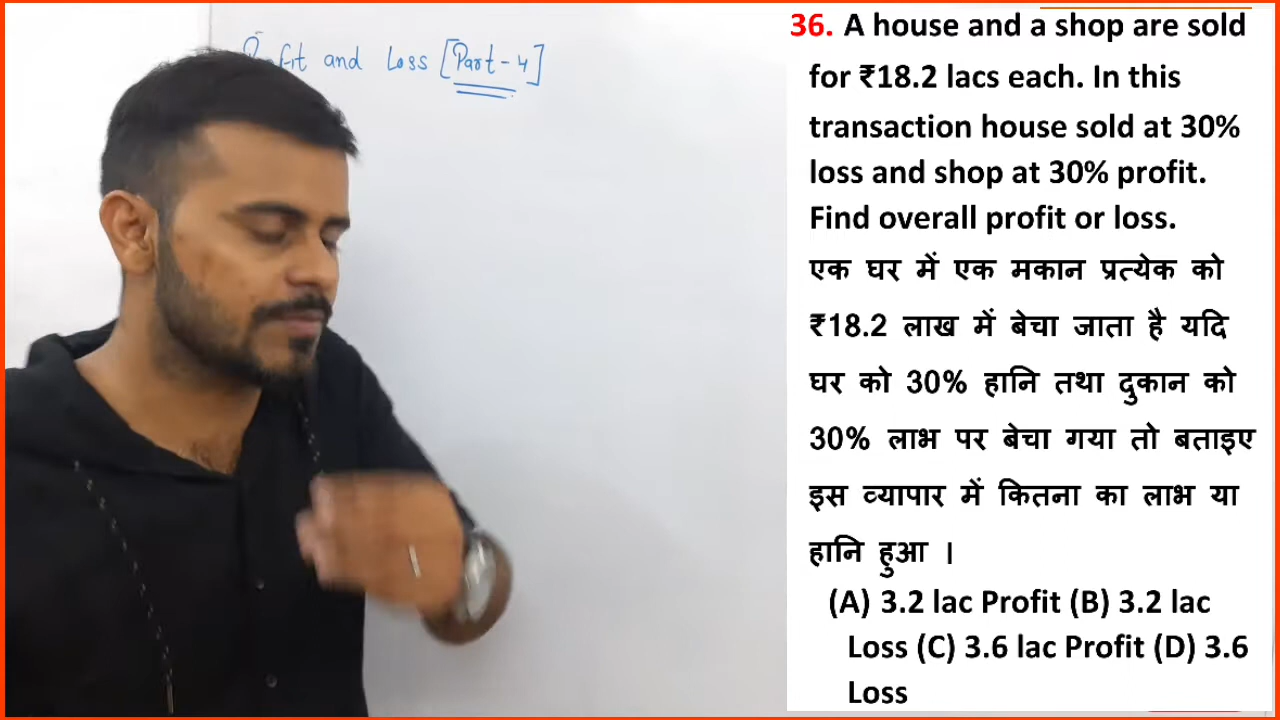 Profit and Loss [Part-4]
36. A house and a shop are sold
for ₹18.2 lacs each. In this
transaction house sold at 30%
loss and shop at 30% profit.
Find overall profit or loss.
एक घर में एक मकान प्रत्येक को
₹18.2 लाख में बेचा जाता है यदि
घर को 30% हानि तथा दुकान को
30% लाभ पर बेचा गया तो बताइए
इस व्यापार में कितना का लाभ या
हानि हुआ ।
(A) 3.2 lac Profit (B) 3.2 lac
Loss (C) 3.6 lac Profit (D) 3.6
Loss